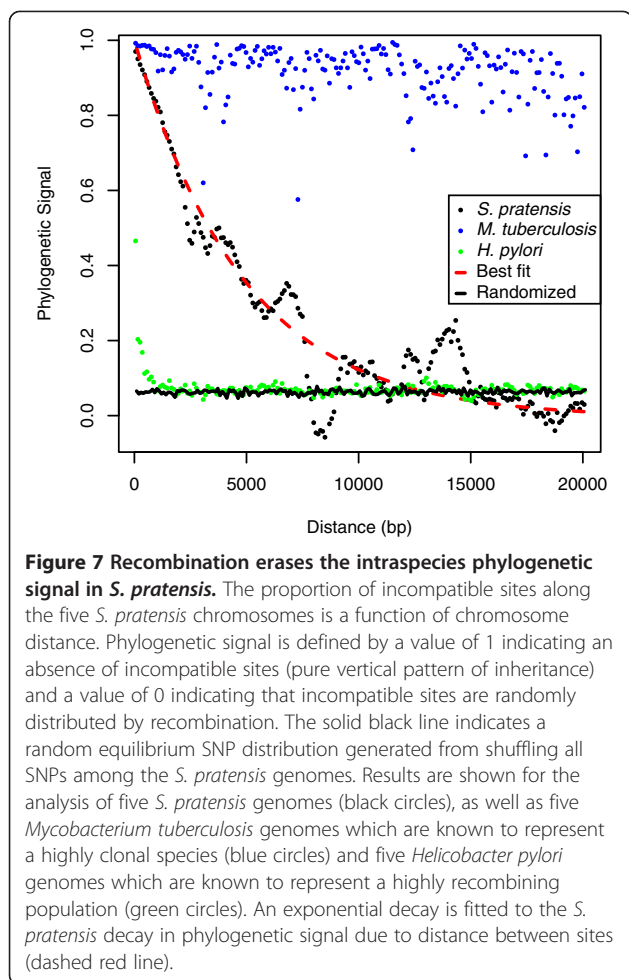 1.0
0.8
0.6
0.4
0.2
0.0
Phylogenetic Signal
S. pratensis
M. tuberculosis
H. pylori
Best fit
Randomized
0
5000
10000
15000
20000
Distance (bp)
Figure 7 Recombination erases the intraspecies phylogenetic
signal in S. pratensis. The proportion of incompatible sites along
the five S. pratensis chromosomes is a function of chromosome
distance. Phylogenetic signal is defined by a value of 1 indicating an
absence of incompatible sites (pure vertical pattern of inheritance)
and a value of 0 indicating that incompatible sites are randomly
distributed by recombination. The solid black line indicates a
random equilibrium SNP distribution generated from shuffling all
SNPs among the S. pratensis genomes. Results are shown for the
analysis of five S. pratensis genomes (black circles), as well as five
Mycobacterium tuberculosis genomes which are known to represent
a highly clonal species (blue circles) and five Helicobacter pylori
genomes which are known to represent a highly recombining
population (green circles). An exponential decay is fitted to the S.
pratensis decay in phylogenetic signal due to distance between sites
(dashed red line).